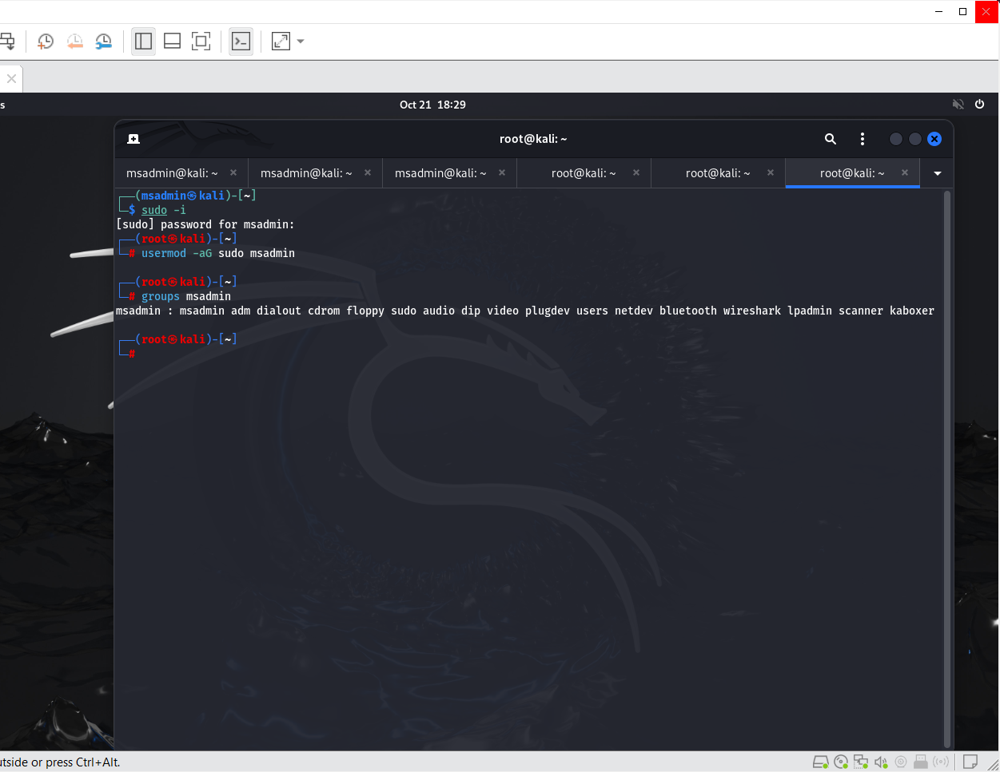 s
Oct 21 18:29
root@kali: ~
msadmin@kali: ~ × msadmin@kali: ~ × msadmin@kali: ~ × root@kali: ~ × root@kali: ~ × root@kali: ~ ×
┌──(msadmin㉿kali)-[~]
└─$ sudo -i
[sudo] password for msadmin:
┌──(root㉿kali)-[~]
└─# usermod -aG sudo msadmin
┌──(root㉿kali)-[~]
└─# groups msadmin
msadmin : msadmin adm dialout cdrom floppy sudo audio dip video plugdev users netdev bluetooth wireshark lpadmin scanner kaboxer
┌──(root㉿kali)-[~]
└─#
utside or press Ctrl+Alt.